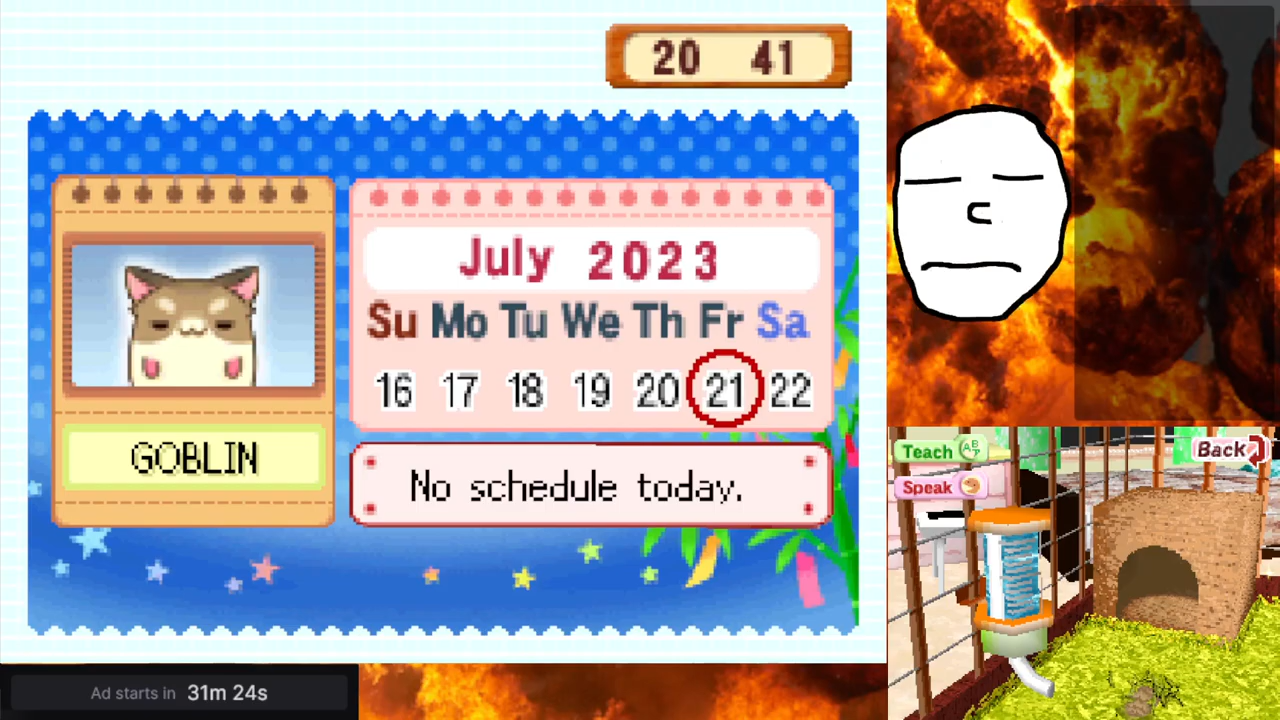 20 41
July 2023
Su Mo Tu We Th Fr Sa
16 17 18 19 20 21 22
GOBLIN
No schedule today.
Teach
Speak
Back
Ad starts in 31m 24s